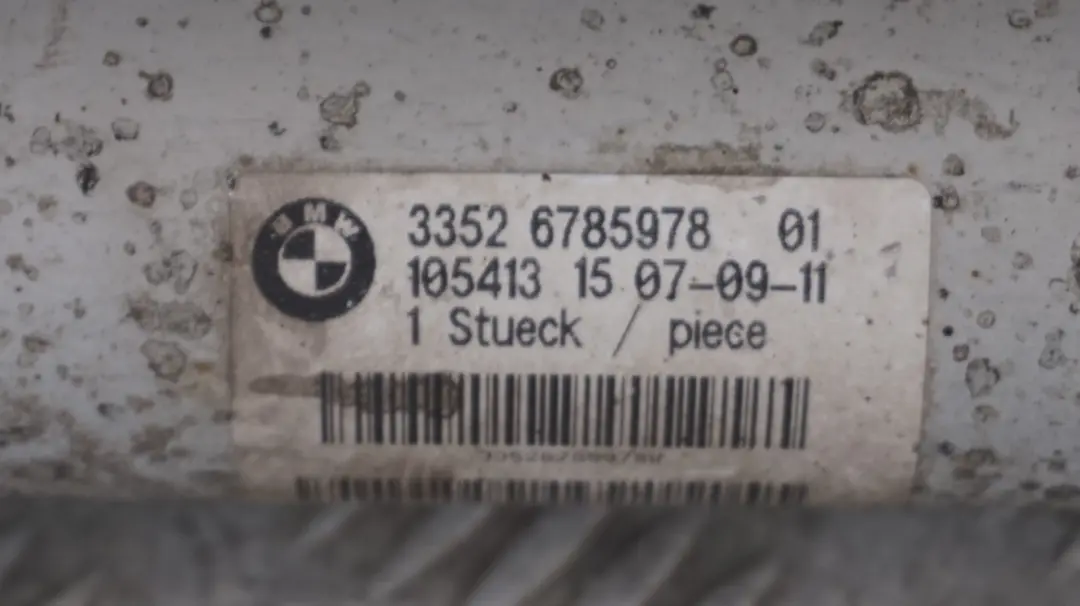 BMW
3352 6785978 01
105413 15 07-09-11
1 Stueck / piece